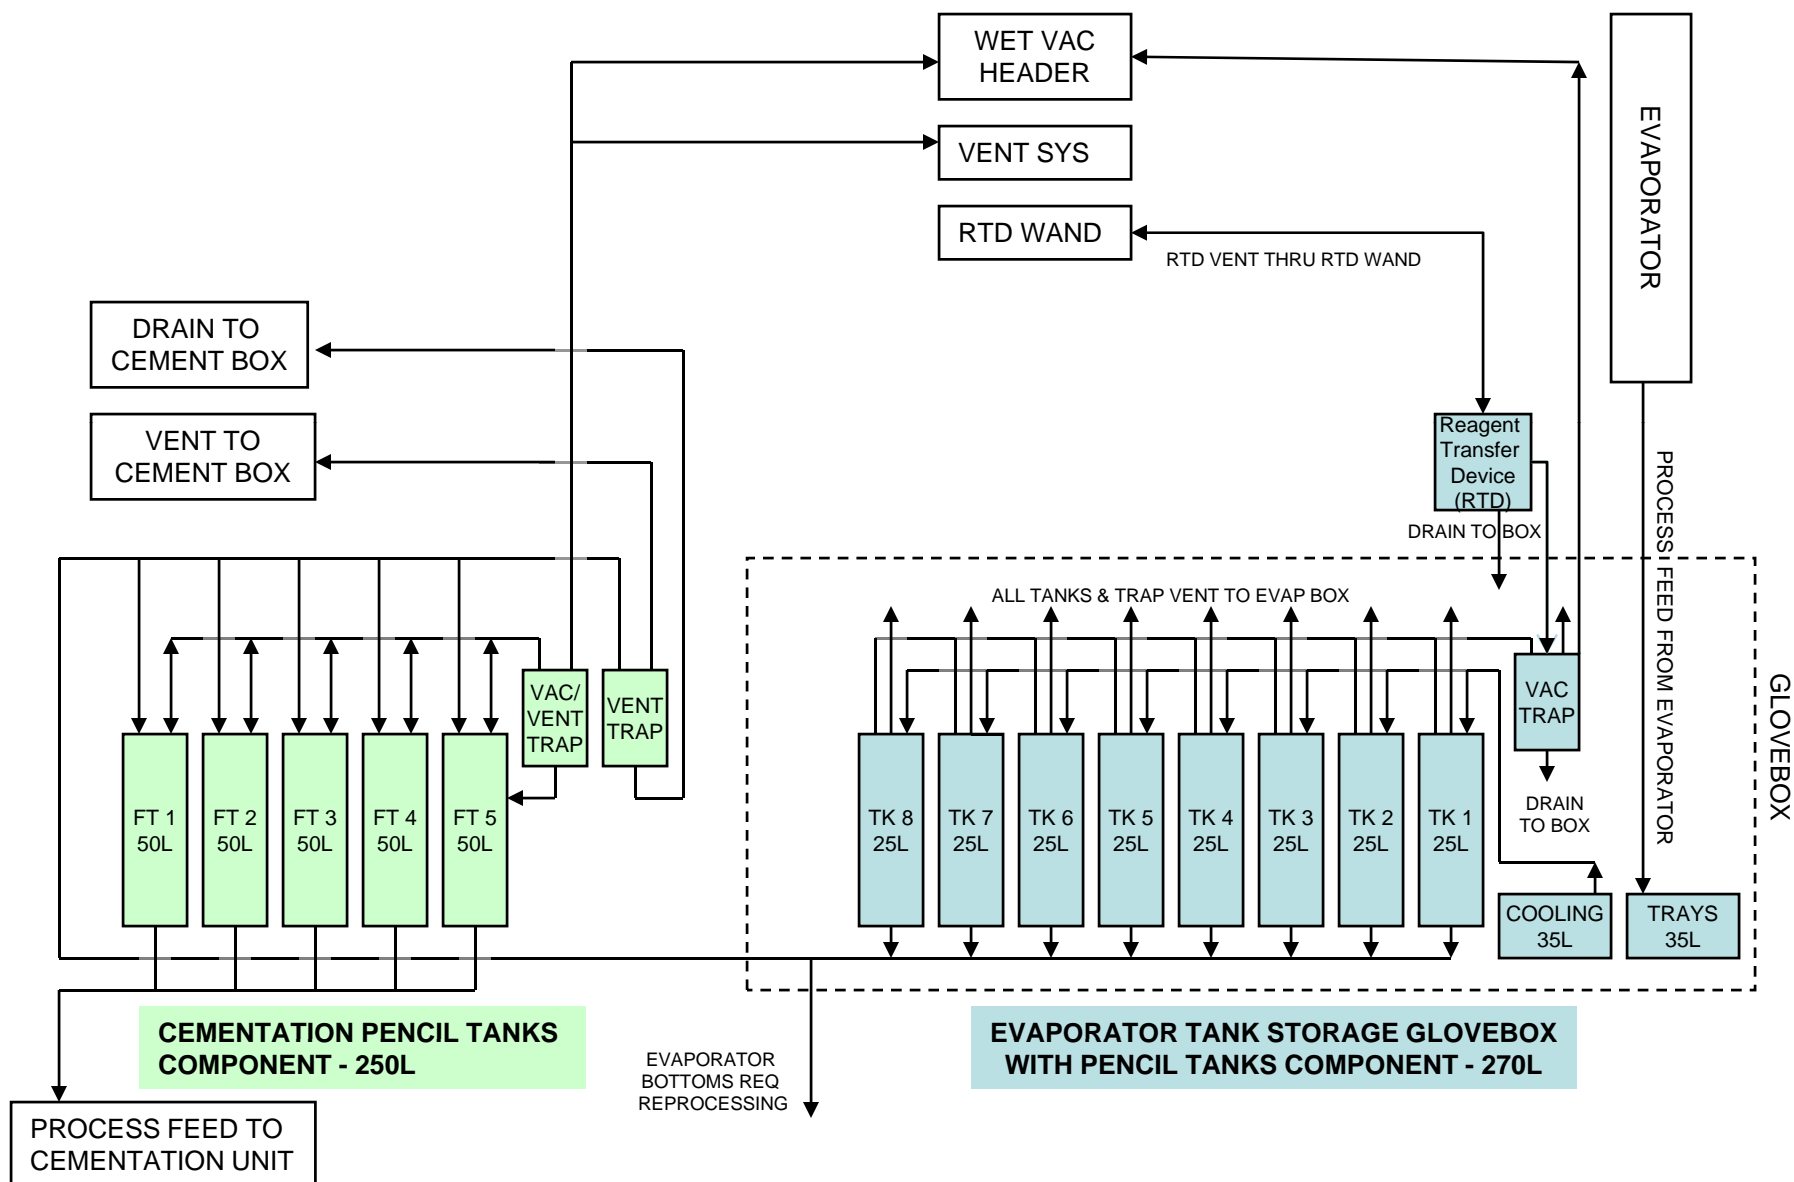 WET VAC
HEADER
VENT SYS
RTD WAND
RTD VENT THRU RTD WAND
EVAPORATOR
DRAIN TO
CEMENT BOX
VENT TO
CEMENT BOX
Reagent
Transfer
Device
(RTD)
DRAIN TO BOX
PROCESS FEED FROM EVAPORATOR
GLOVEBOX
ALL TANKS & TRAP VENT TO EVAP BOX
VAC/
VENT
TRAP
VENT
TRAP
VAC
TRAP
DRAIN
TO BOX
FT 1
50L
FT 2
50L
FT 3
50L
FT 4
50L
FT 5
50L
TK 8
25L
TK 7
25L
TK 6
25L
TK 5
25L
TK 4
25L
TK 3
25L
TK 2
25L
TK 1
25L
COOLING
35L
TRAYS
35L
CEMENTATION PENCIL TANKS
COMPONENT - 250L
EVAPORATOR
BOTTOMS REQ
REPROCESSING
EVAPORATOR TANK STORAGE GLOVEBOX
WITH PENCIL TANKS COMPONENT - 270L
PROCESS FEED TO
CEMENTATION UNIT